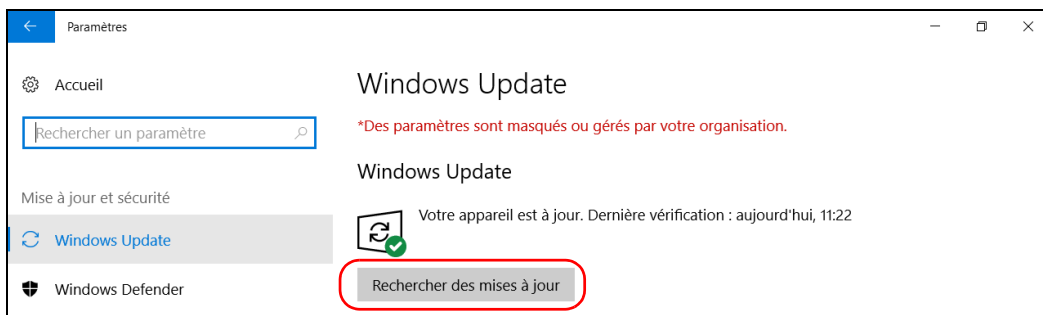 Paramètres
Accueil
Rechercher un paramètre
Mise à jour et sécurité
Windows Update
Windows Defender
Windows Update
*Des paramètres sont masqués ou gérés par votre organisation.
Windows Update
Votre appareil est à jour. Dernière vérification : aujourd'hui, 11:22
Rechercher des mises à jour